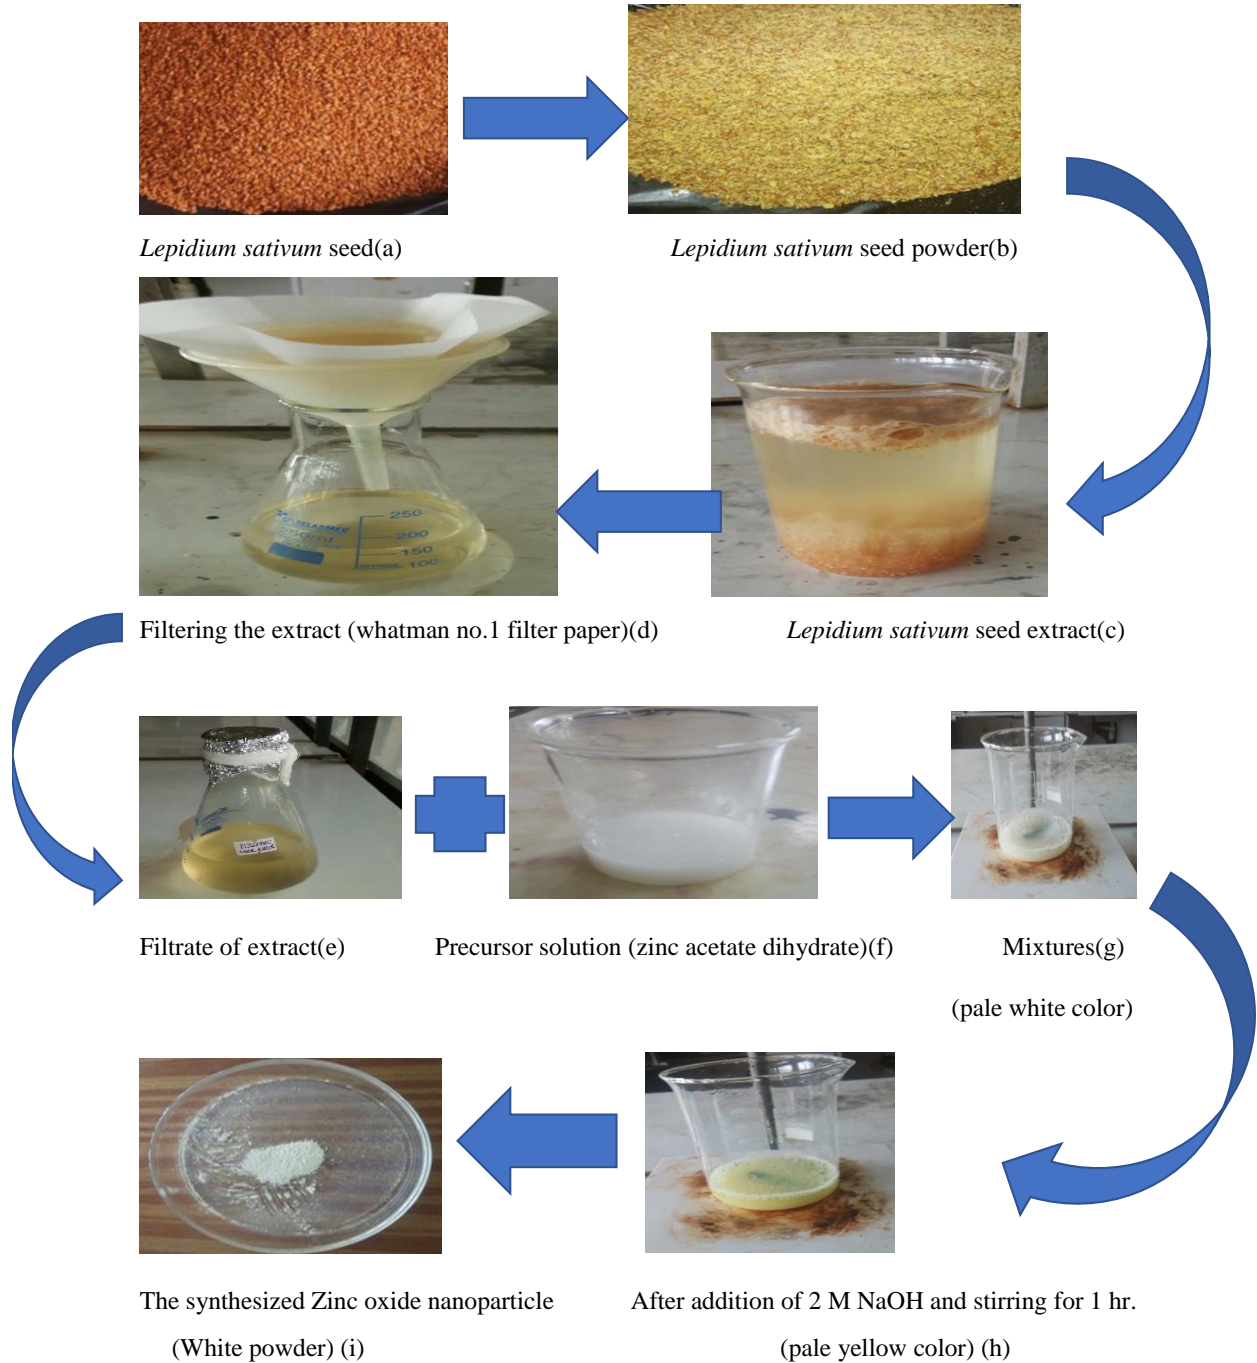 Lepidium sativum seed(a)
Lepidium sativum seed powder(b)
250
200
150
100
Filtering the extract (whatman no.1 filter paper)(d)
Lepidium sativum seed extract(c)
Filtrate of extract(e)
Precursor solution (zinc acetate dihydrate)(f)
Mixtures(g)
(pale white color)
The synthesized Zinc oxide nanoparticle
(White powder) (i)
After addition of 2 M NaOH and stirring for 1 hr.
(pale yellow color) (h)